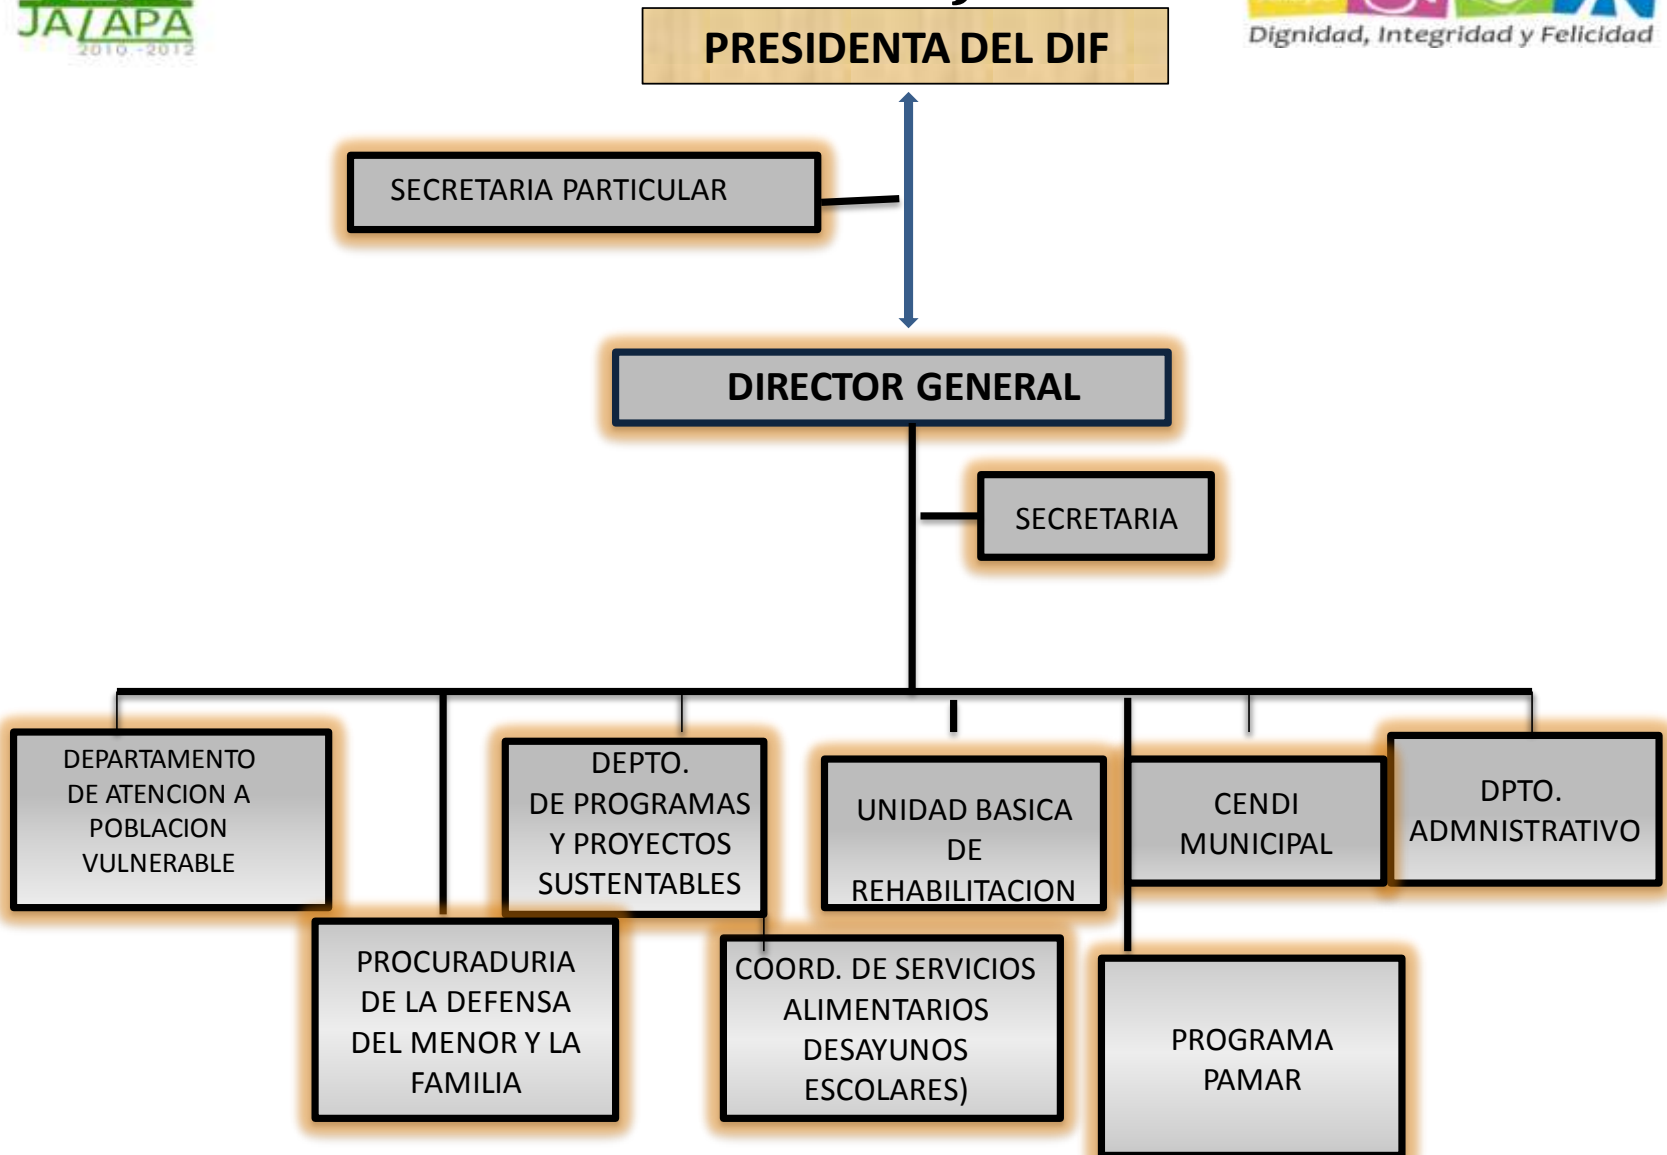 JALAPA
2010 -2012
Dignidad, Integridad y Felicidad
PRESIDENTA DEL DIF
SECRETARIA PARTICULAR
DIRECTOR GENERAL
SECRETARIA
DEPARTAMENTO
DE ATENCION A
POBLACION
VULNERABLE
DEPTO.
DE PROGRAMAS
Y PROYECTOS
SUSTENTABLES
UNIDAD BASICA
DE
REHABILITACION
CENDI
MUNICIPAL
DPTO.
ADMNISTRATIVO
PROCURADURIA
DE LA DEFENSA
DEL MENOR Y LA
FAMILIA
COORD. DE SERVICIOS
ALIMENTARIOS
DESAYUNOS
ESCOLARES)
PROGRAMA
PAMAR